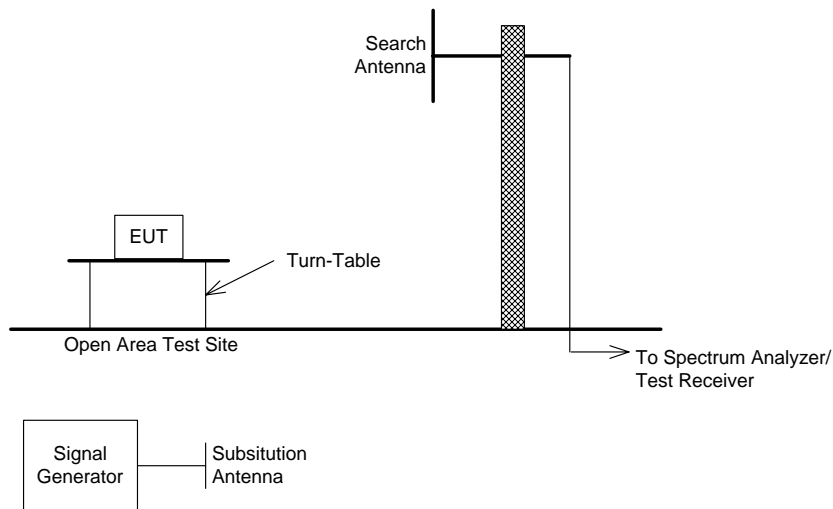 Search
Antenna
EUT
Turn-Table
Open Area Test Site
To Spectrum Analyzer/
Test Receiver
Signal
Generator
Subsitution
Antenna